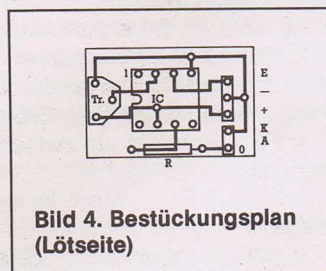 1
E
Tr.
IC
—
+
K
A
0
R
Bild 4. Bestückungsplan
(Lötseite)